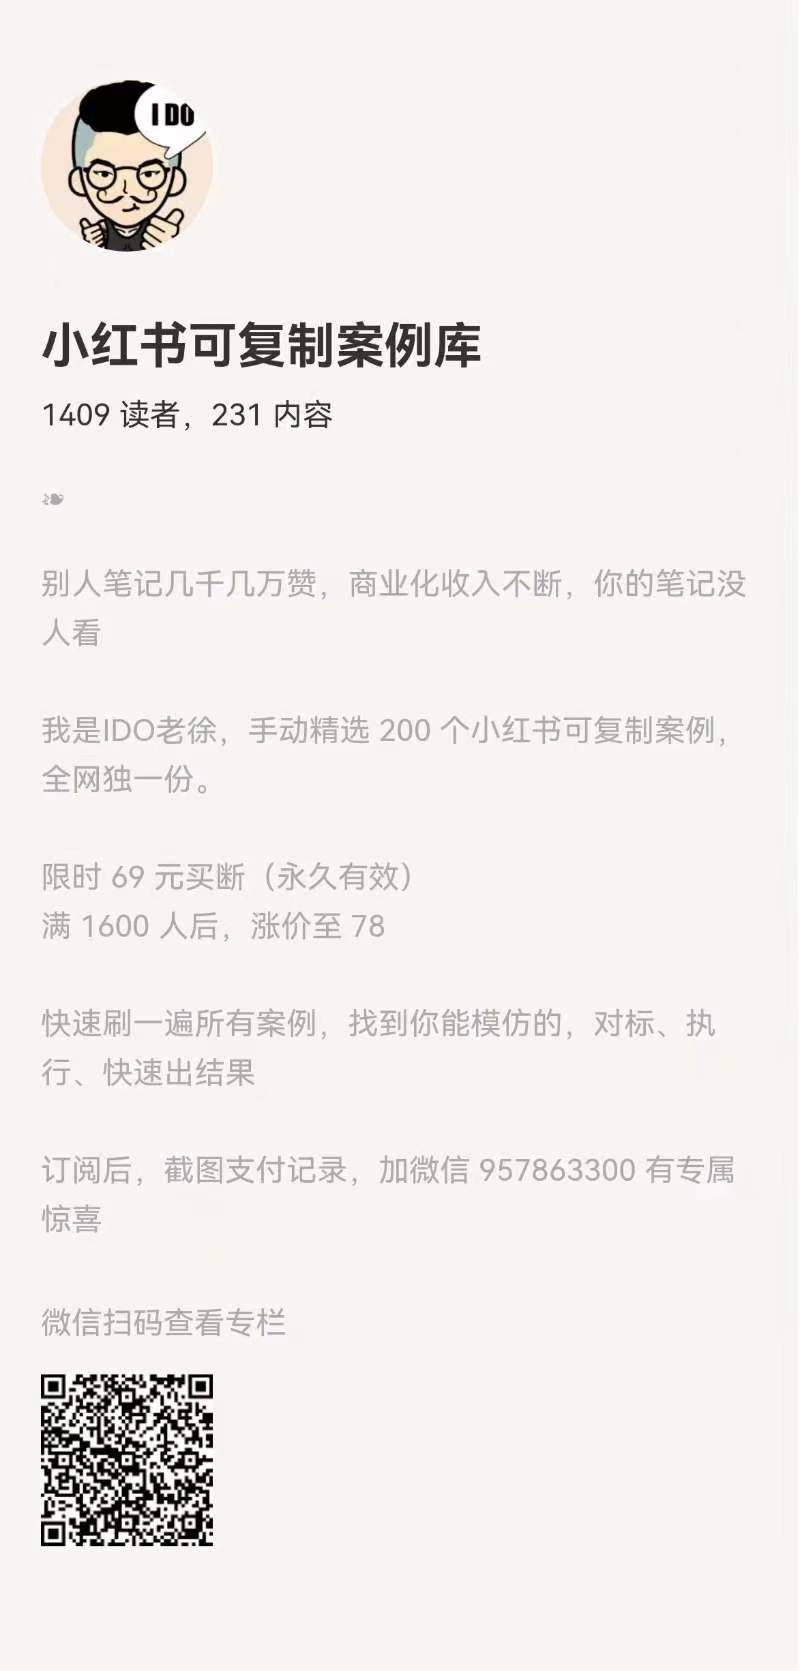 I DO
小红书可复制案例库
1409 读者，231 内容
别人笔记几千几万赞，商业化收入不断，你的笔记没
人看
我是IDO老徐，手动精选 200 个小红书可复制案例，
全网独一份。
限时 69 元买断（永久有效）
满 1600 人后，涨价至 78
快速刷一遍所有案例，找到你能模仿的，对标、执
行、快速出结果
订阅后，截图支付记录，加微信 957863300 有专属
惊喜
微信扫码查看专栏